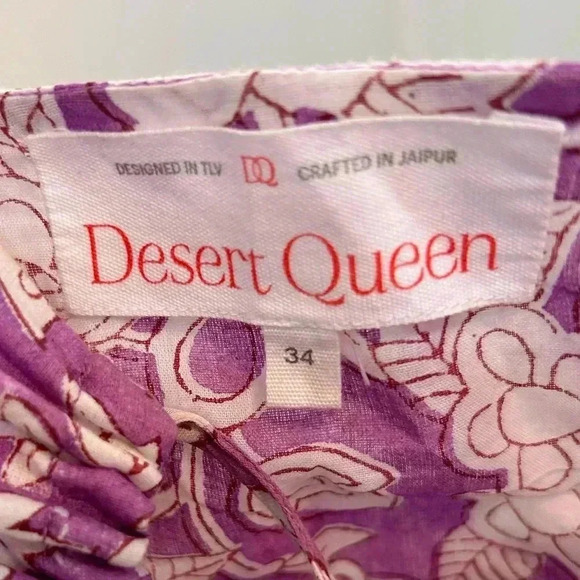 DESIGNED IN TLV DQ CRAFTED IN JAIPUR
Desert Queen
34